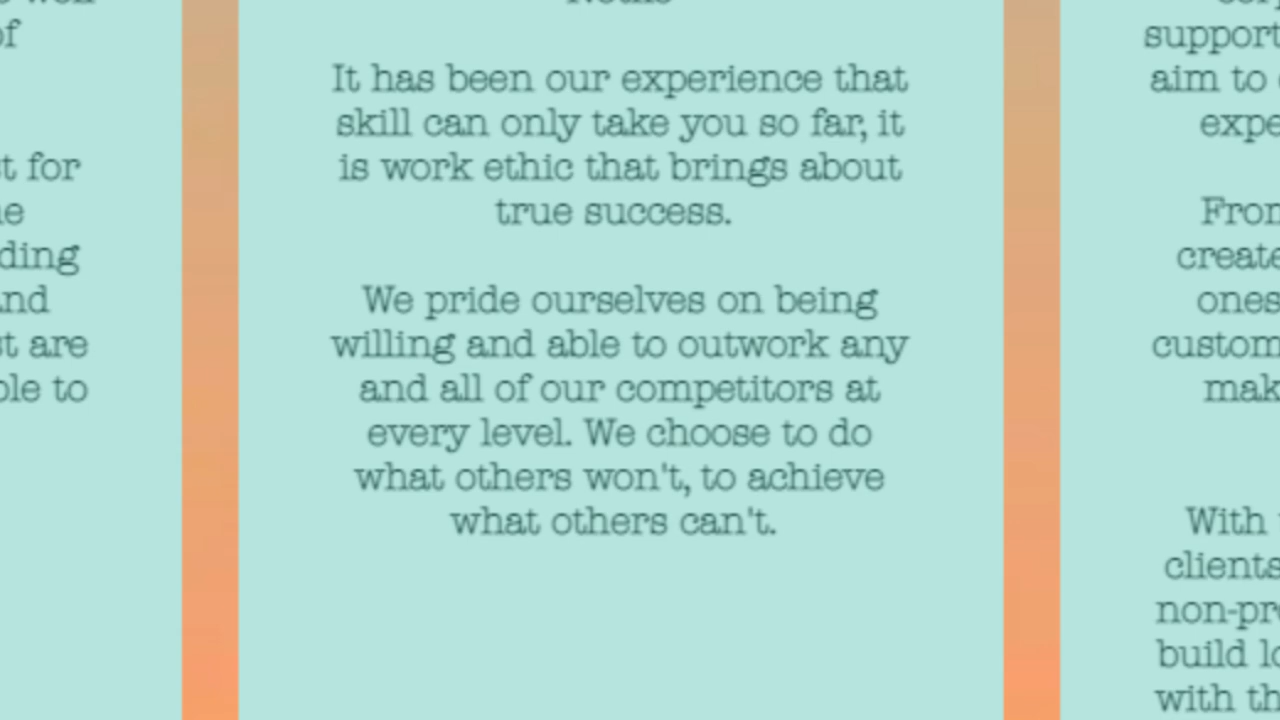 of
t for
ding
st are
to
It has been our experience that
skill can only take you so far, it
is work ethic that brings about
true success.
We pride ourselves on being
willing and able to outwork any
and all of our competitors at
every level. We choose to do
what others won't, to achieve
what others can't.
support
aim to
expe
From
create
ones
custom
mak
With
clients
non-pro
build lo
with th